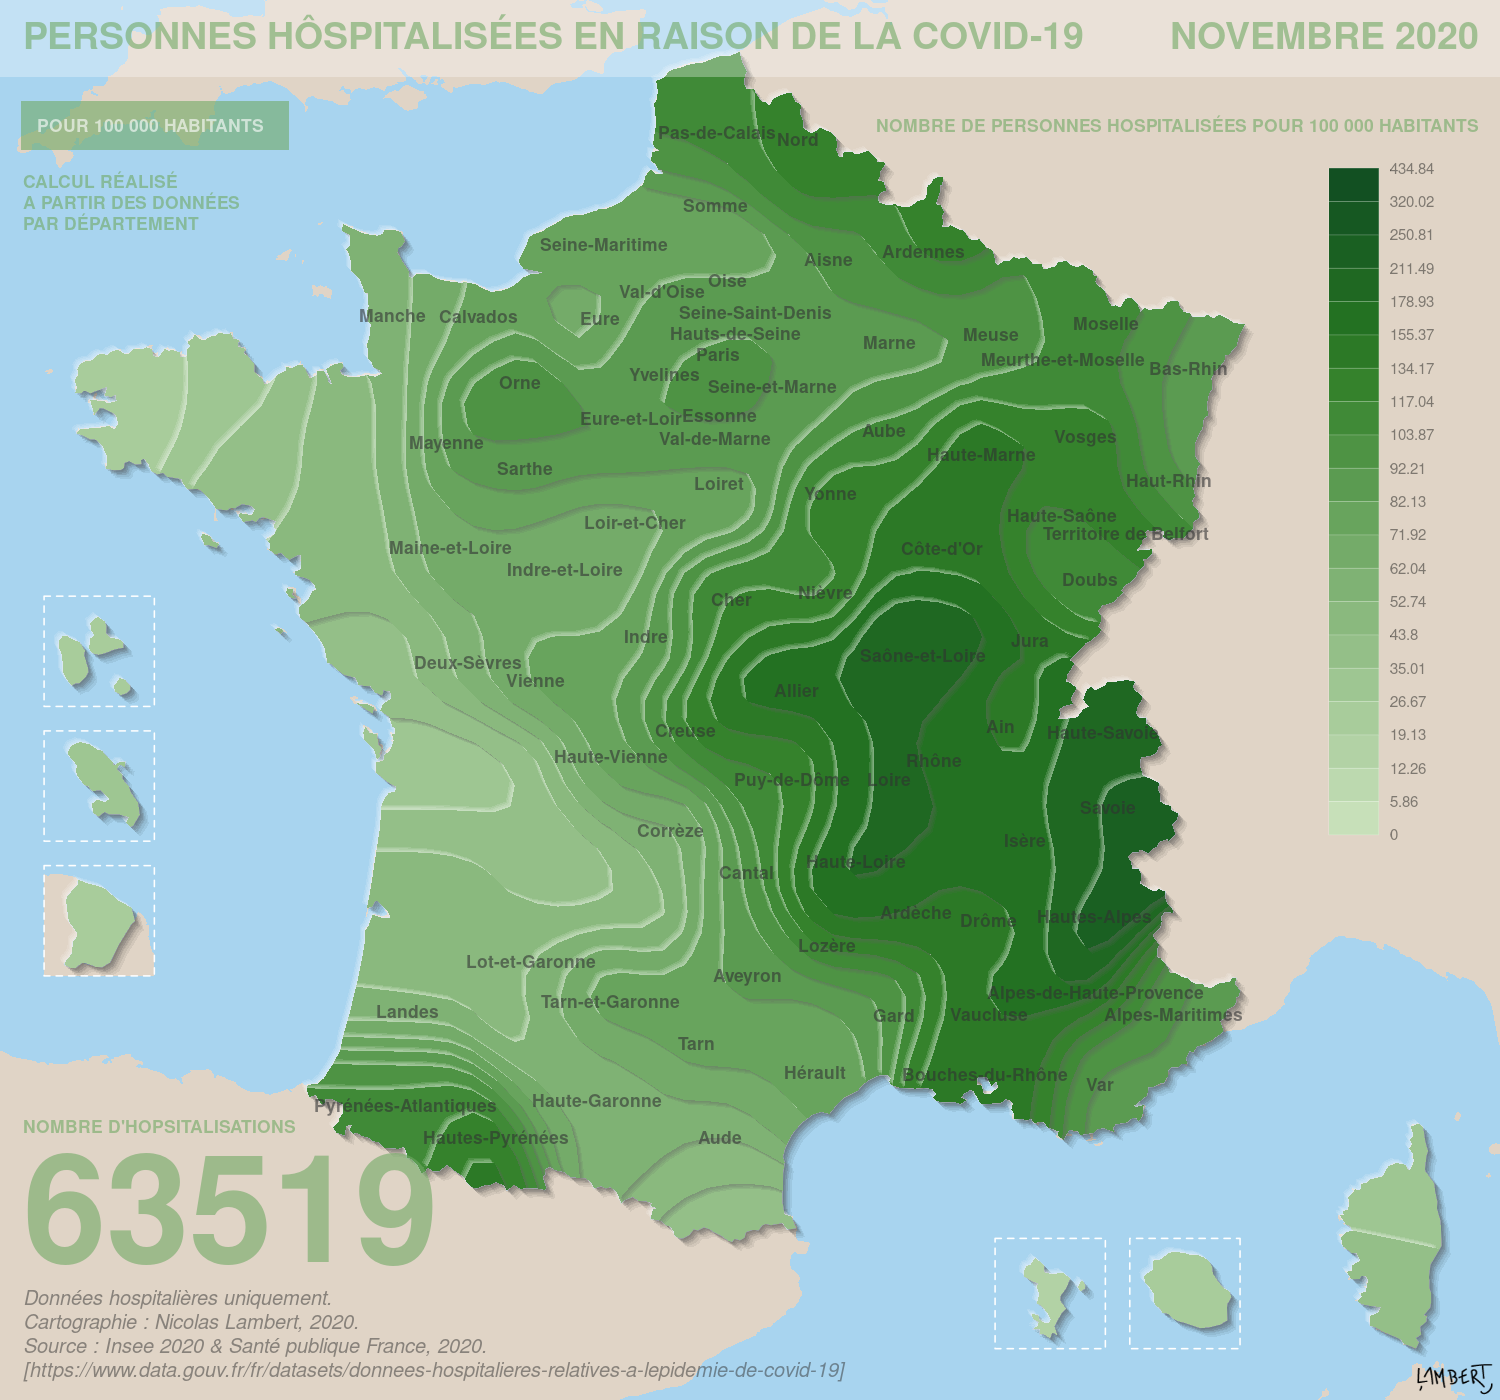 PERSONNES HÔSPITALISÉES EN RAISON DE LA COVID-19
NOVEMBRE 2020
POUR 100 000 HABITANTS
CALCUL RÉALISÉ
A PARTIR DES DONNÉES
PAR DÉPARTEMENT
NOMBRE DE PERSONNES HOSPITALISÉES POUR 100 000 HABITANTS
434.84
320.02
250.81
211.49
178.93
155.37
134.17
117.04
103.87
92.21
82.13
71.92
62.04
52.74
43.8
35.01
26.67
19.13
12.26
5.86
0
Pas-de-Calais
Nord
Somme
Seine-Maritime
Aisne
Ardennes
Oise
Val-d'Oise
Manche
Calvados
Eure
Seine-Saint-Denis
Hauts-de-Seine
Paris
Marne
Meuse
Moselle
Meurthe-et-Moselle
Bas-Rhin
Orne
Yvelines
Seine-et-Marne
Eure-et-Loir
Essonne
Val-de-Marne
Mayenne
Sarthe
Aube
Haute-Marne
Vosges
Loiret
Yonne
Haut-Rhin
Loir-et-Cher
Haute-Saône
Territoire de Belfort
Maine-et-Loire
Indre-et-Loire
Côte-d'Or
Doubs
Cher
Nièvre
Indre
Jura
Deux-Sèvres
Vienne
Saône-et-Loire
Allier
Creuse
Ain
Haute-Savoie
Haute-Vienne
Rhône
Puy-de-Dôme
Loire
Savoie
Corrèze
Isère
Haute-Loire
Cantal
Ardèche
Drôme
Hautes-Alpes
Lozère
Lot-et-Garonne
Aveyron
Tarn-et-Garonne
Alpes-de-Haute-Provence
Landes
Gard
Vaucluse
Alpes-Maritimes
Tarn
Hérault
Bouches-du-Rhône
Var
Pyrénées-Atlantiques
Haute-Garonne
Hautes-Pyrénées
Aude
NOMBRE D'HOPSITALISATIONS
63519
Données hospitalières uniquement.
Cartographie : Nicolas Lambert, 2020.
Source : Insee 2020 & Santé publique France, 2020.
[https://www.data.gouv.fr/fr/datasets/donnees-hospitalieres-relatives-a-lepidemie-de-covid-19]
LAMBERT